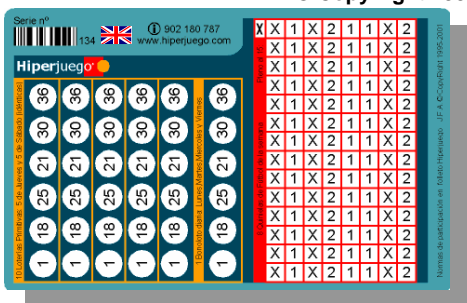 Serie nº
134
902 180 787
www.hiperjuego.com
Hiperjuego
10 Loterías Primitivas: 5 de Jueves y 5 de Sábado (idénticas)
36 36 36 36 36 36
30 30 30 30 30 30
21 21 21 21 21 21
25 25 25 25 25 25
18 18 18 18 18 18
1 1 1 1 1 1
1 Bonoloto diaria: Lunes, Martes, Miércoles y Viernes
Pleno al 15
8 Quinielas de Fútbol de la semana
X X 1 X 2 1 1 X 2
X 1 X 2 1 1 X 2
X 1 X 2 1 1 X 2
X 1 X 2 1 1 X 2
X 1 X 2 1 1 X 2
X 1 X 2 1 1 X 2
X 1 X 2 1 1 X 2
X 1 X 2 1 1 X 2
X 1 X 2 1 1 X 2
X 1 X 2 1 1 X 2
X 1 X 2 1 1 X 2
X 1 X 2 1 1 X 2
X 1 X 2 1 1 X 2
X 1 X 2 1 1 X 2
X 1 X 2 1 1 X 2
Normas de participación en folleto Hiperjuego J.F.A. © CopyRight 1995-2001